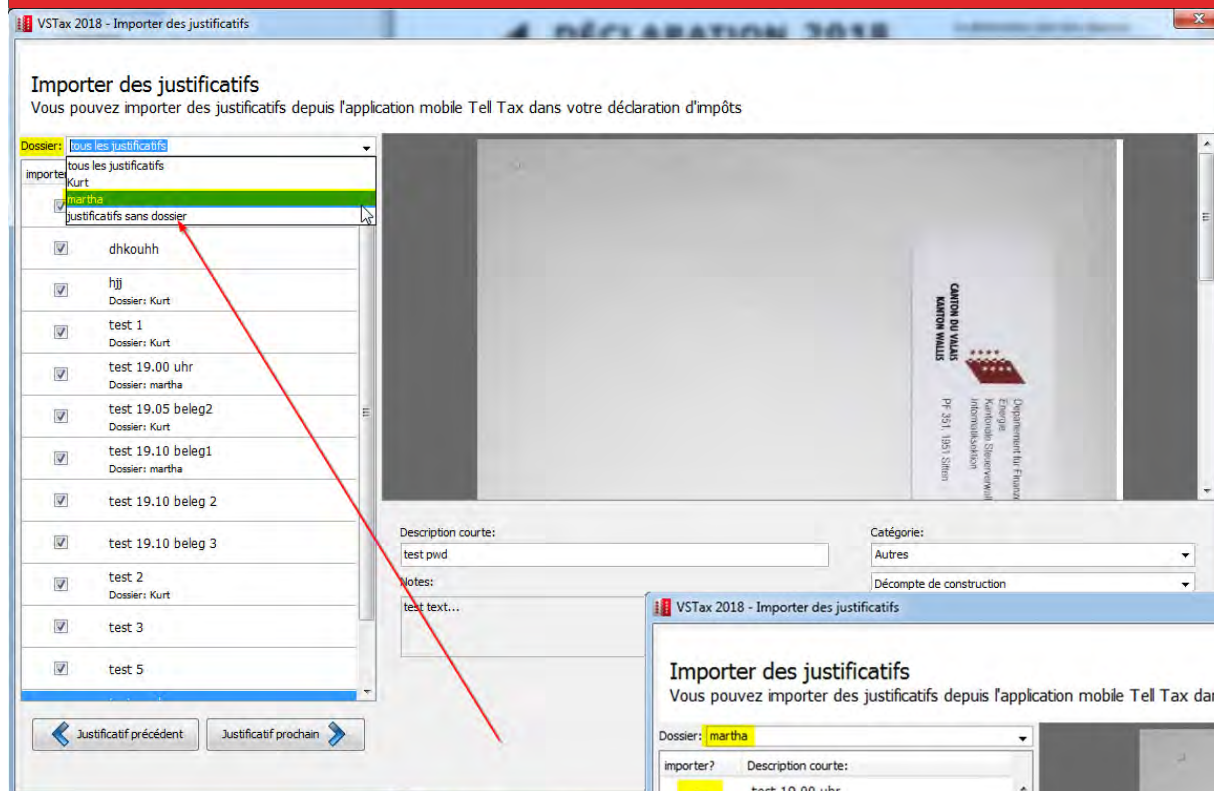 VSTax 2018 - Importer des justificatifs
DÉCLARATION 2018
Importer des justificatifs
Vous pouvez importer des justificatifs depuis l'application mobile Tell Tax dans votre déclaration d'impôts
Dossier: tous les justificatifs
importer
tous les justificatifs
Kurt
martha
justificatifs sans dossier
dhkouhh
hjj
Dossier: Kurt
test 1
Dossier: Kurt
test 19.00 uhr
Dossier: martha
test 19.05 beleg2
Dossier: Kurt
test 19.10 beleg1
Dossier: martha
test 19.10 beleg 2
test 19.10 beleg 3
test 2
Dossier: Kurt
test 3
test 5
Justificatif précédent
Justificatif prochain
CANTON DU VALAIS
KANTON WALLIS
Departement für Finanz
Energie
Kantonale Steuerverwal
Informatiksektion
PF 351, 1951 Sitten
Description courte:
test pwd
Notes:
test text...
Catégorie:
Autres
Décompte de construction
VSTax 2018 - Importer des justificatifs
Importer des justificatifs
Vous pouvez importer des justificatifs depuis l'application mobile Tell Tax da
Dossier: martha
importer? Description courte:
test 19.00 uhr